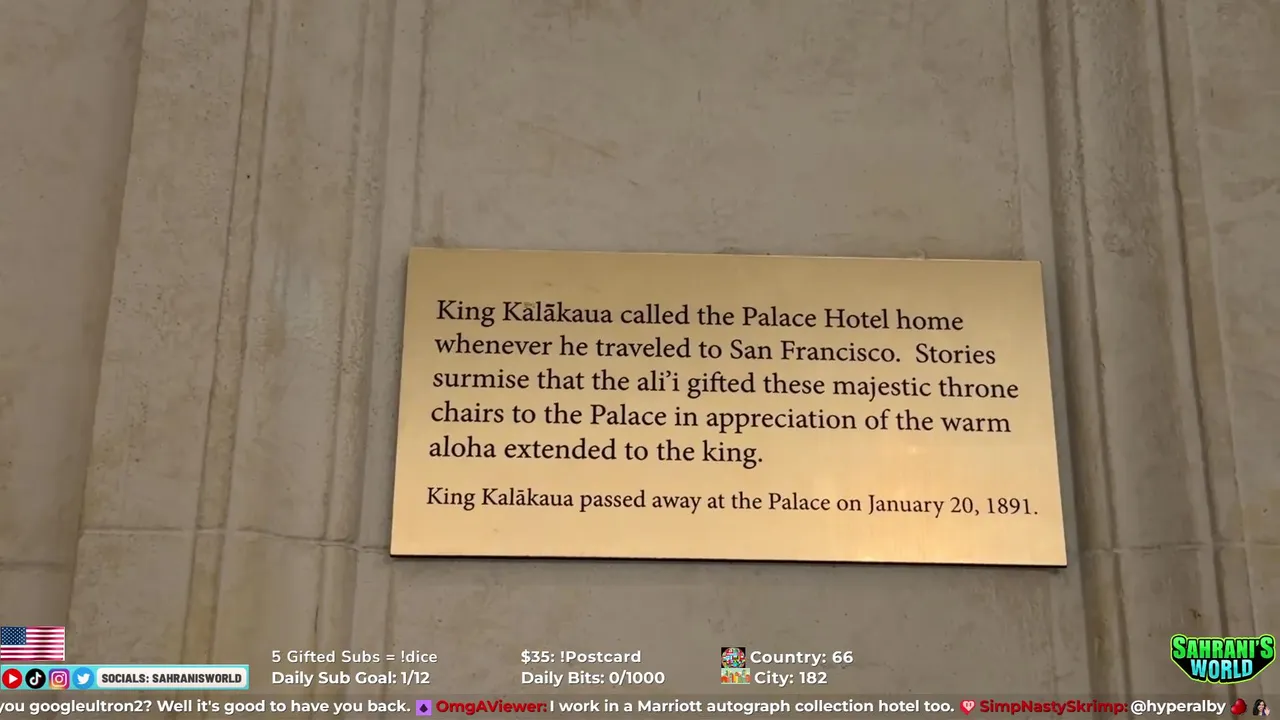 King Kālākaua called the Palace Hotel home
whenever he traveled to San Francisco.  Stories
surmise that the ali’i gifted these majestic throne
chairs to the Palace in appreciation of the warm
aloha extended to the king.
King Kalākaua passed away at the Palace on January 20, 1891.
5 Gifted Subs = !dice
Daily Sub Goal: 1/12
$35: !Postcard
Daily Bits: 0/1000
Country: 66
City: 182
SAHRANI'S
WORLD
SOCIALS: SAHRANISWORLD
you googleultron2? Well it's good to have you back. OmgAViewer: I work in a Marriott autograph collection hotel too. SimpNastySkrimp: @hyperalby